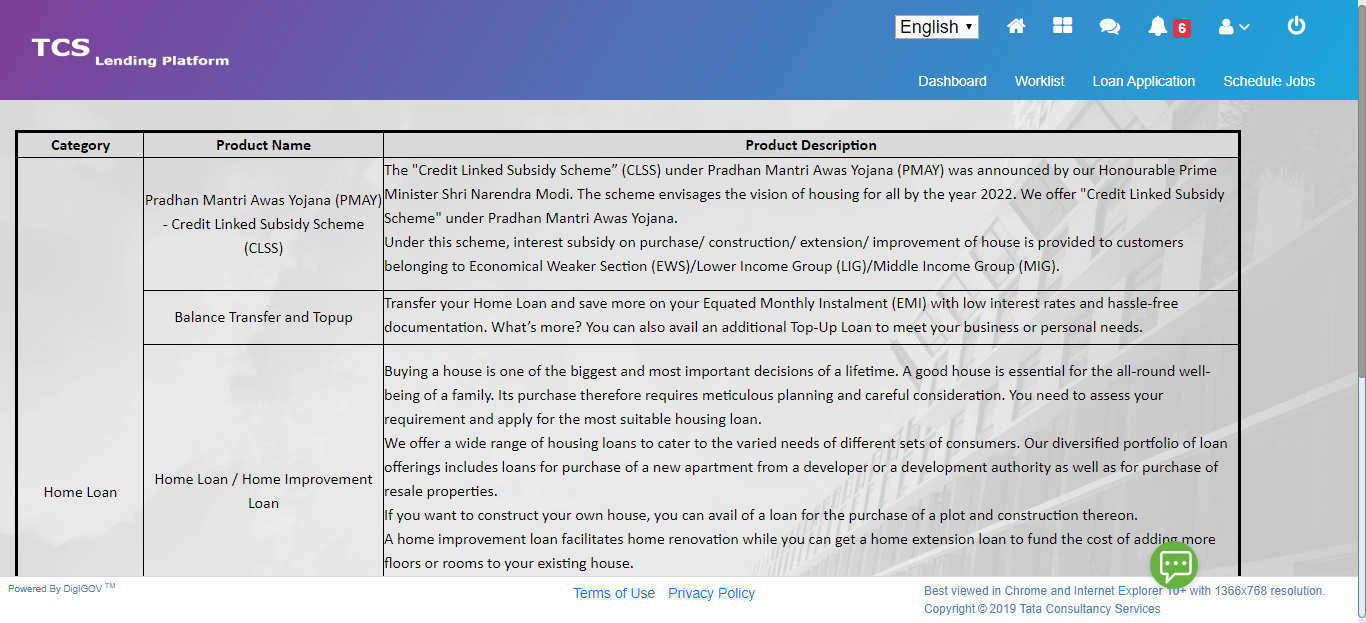 English
6
TCS Lending Platform
Dashboard Worklist Loan Application Schedule Jobs
Category Product Name Product Description
Home Loan
Pradhan Mantri Awas Yojana (PMAY)
- Credit Linked Subsidy Scheme
(CLSS)
The "Credit Linked Subsidy Scheme” (CLSS) under Pradhan Mantri Awas Yojana (PMAY) was announced by our Honourable Prime
Minister Shri Narendra Modi. The scheme envisages the vision of housing for all by the year 2022. We offer "Credit Linked Subsidy
Scheme" under Pradhan Mantri Awas Yojana.
Under this scheme, interest subsidy on purchase/ construction/ extension/ improvement of house is provided to customers
belonging to Economical Weaker Section (EWS)/Lower Income Group (LIG)/Middle Income Group (MIG).
Balance Transfer and Topup
Transfer your Home Loan and save more on your Equated Monthly Instalment (EMI) with low interest rates and hassle-free
documentation. What’s more? You can also avail an additional Top-Up Loan to meet your business or personal needs.
Home Loan / Home Improvement
Loan
Buying a house is one of the biggest and most important decisions of a lifetime. A good house is essential for the all-round well-
being of a family. Its purchase therefore requires meticulous planning and careful consideration. You need to assess your
requirement and apply for the most suitable housing loan.
We offer a wide range of housing loans to cater to the varied needs of different sets of consumers. Our diversified portfolio of loan
offerings includes loans for purchase of a new apartment from a developer or a development authority as well as for purchase of
resale properties.
If you want to construct your own house, you can avail of a loan for the purchase of a plot and construction thereon.
A home improvement loan facilitates home renovation while you can get a home extension loan to fund the cost of adding more
floors or rooms to your existing house.
Powered By DigiGOV TM
Terms of Use Privacy Policy
Best viewed in Chrome and Internet Explorer 10+ with 1366x768 resolution.
Copyright © 2019 Tata Consultancy Services